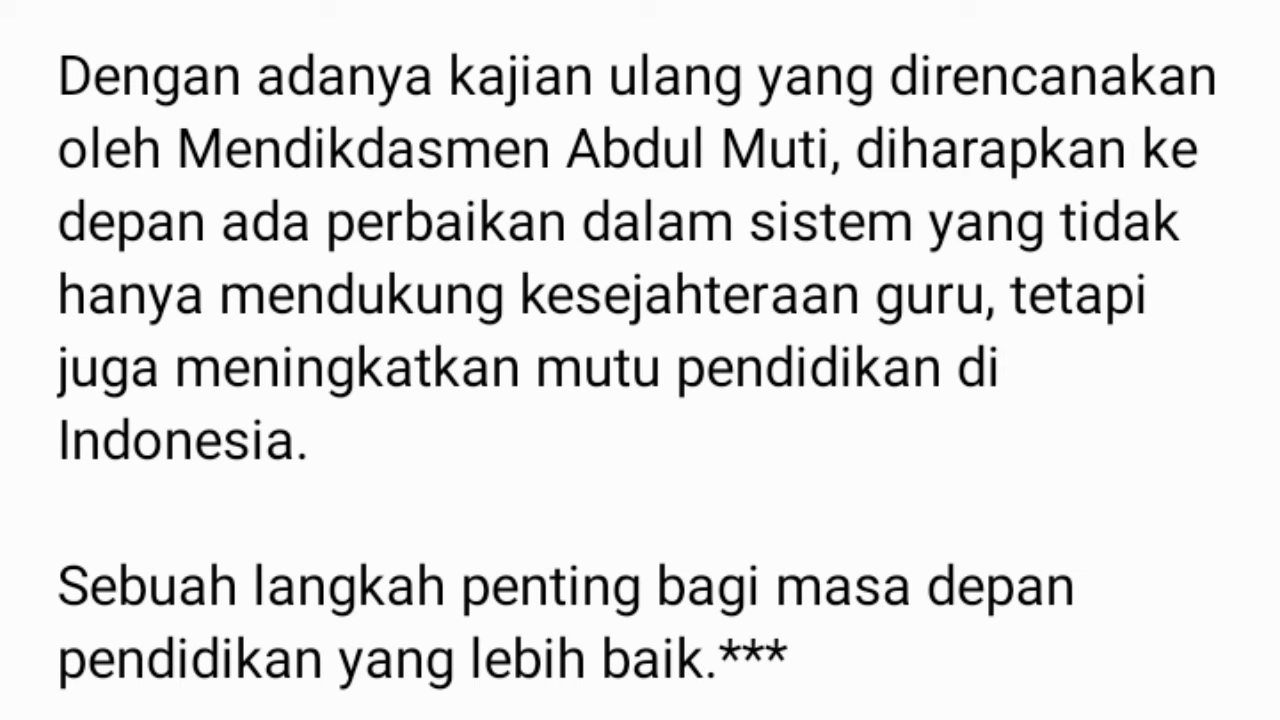 Dengan adanya kajian ulang yang direncanakan
oleh Mendikdasmen Abdul Muti, diharapkan ke
depan ada perbaikan dalam sistem yang tidak
hanya mendukung kesejahteraan guru, tetapi
juga meningkatkan mutu pendidikan di
Indonesia.
Sebuah langkah penting bagi masa depan
pendidikan yang lebih baik.***